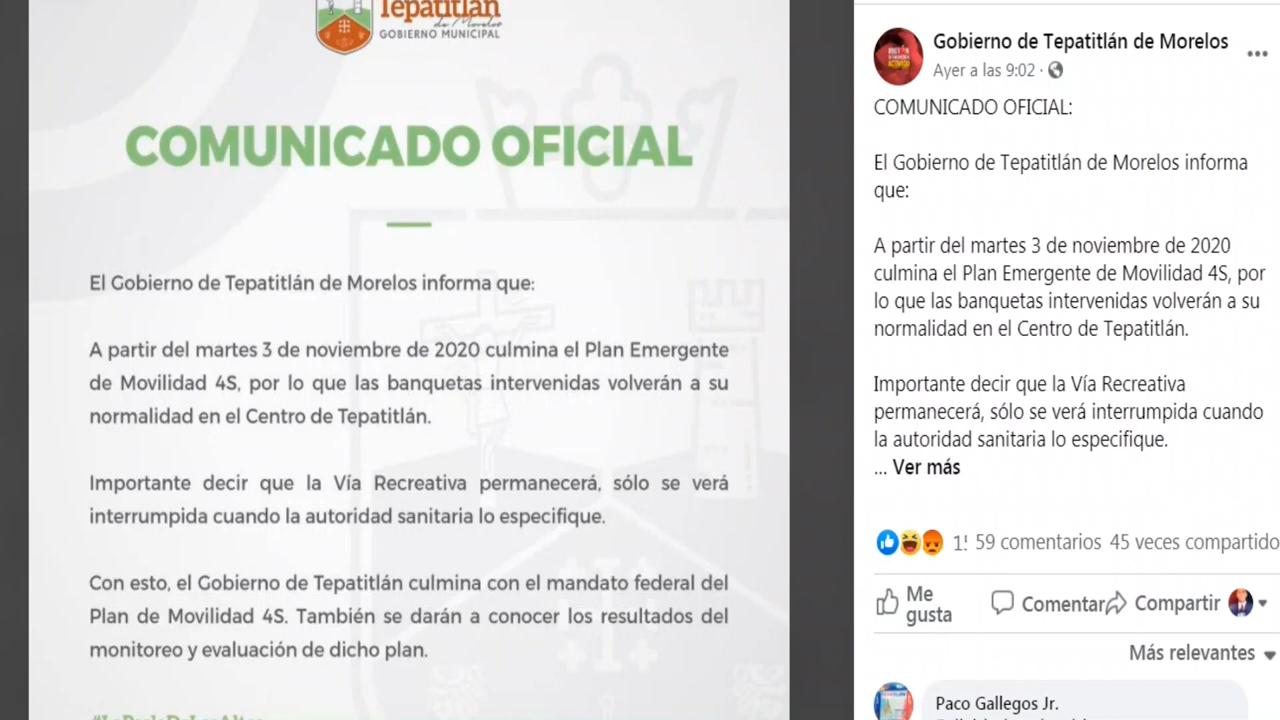 Tepatitlán
de Morelos
GOBIERNO MUNICIPAL
COMUNICADO OFICIAL
El Gobierno de Tepatitlán de Morelos informa que:
A partir del martes 3 de noviembre de 2020 culmina el Plan Emergente
de Movilidad 4S, por lo que las banquetas intervenidas volverán a su
normalidad en el Centro de Tepatitlán.
Importante decir que la Vía Recreativa permanecerá, sólo se verá
interrumpida cuando la autoridad sanitaria lo especifique.
Con esto, el Gobierno de Tepatitlán culmina con el mandato federal del
Plan de Movilidad 4S. También se darán a conocer los resultados del
monitoreo y evaluación de dicho plan.
Gobierno de Tepatitlán de Morelos
Ayer a las 9:02 ·
COMUNICADO OFICIAL:
El Gobierno de Tepatitlán de Morelos informa
que:
A partir del martes 3 de noviembre de 2020
culmina el Plan Emergente de Movilidad 4S, por
lo que las banquetas intervenidas volverán a su
normalidad en el Centro de Tepatitlán.
Importante decir que la Vía Recreativa
permanecerá, sólo se verá interrumpida cuando
la autoridad sanitaria lo especifique.
... Ver más
59 comentarios 45 veces compartido
Me
gusta
Comentar
Compartir
Más relevantes
Paco Gallegos Jr.